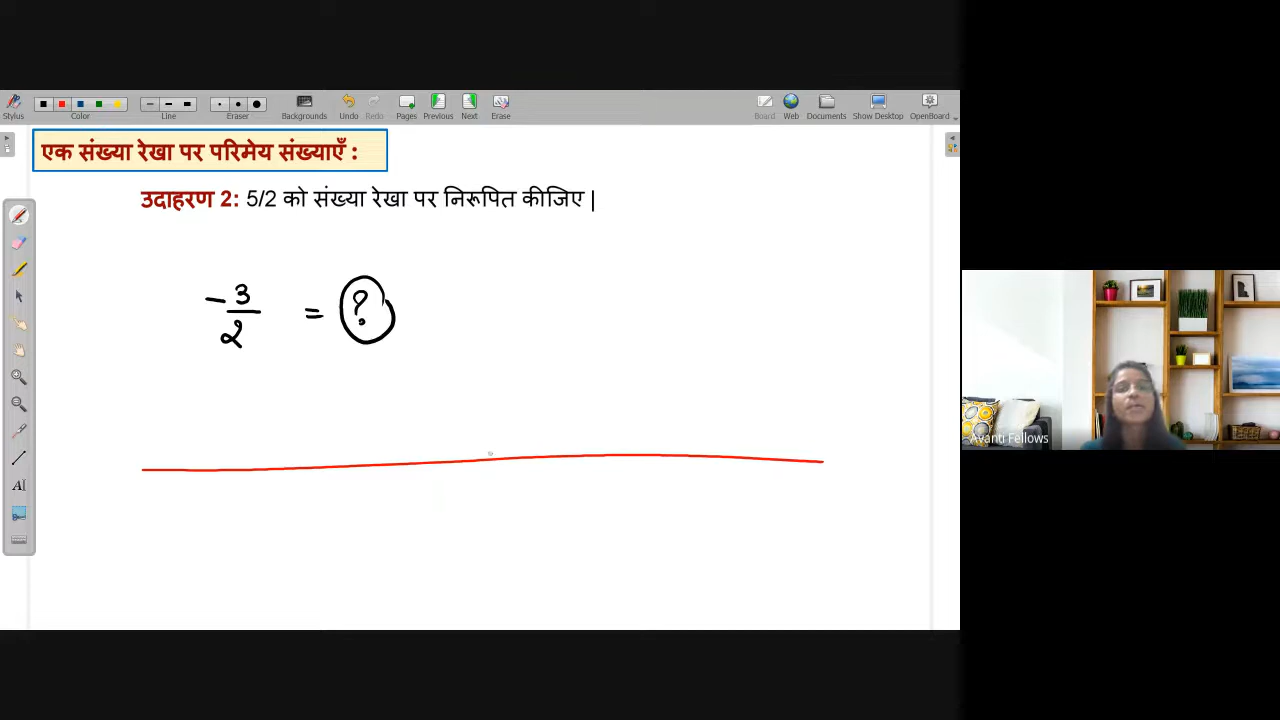 Stylus
Color
Line
Eraser
Backgrounds
Undo
Redo
Pages
Previous
Next
Erase
Board
Web
Documents
Show Desktop
OpenBoard
एक संख्या रेखा पर परिमेय संख्याएँ :
उदाहरण 2: 5/2 को संख्या रेखा पर निरूपित कीजिए |
-3/2 = ?
Avanti Fellows